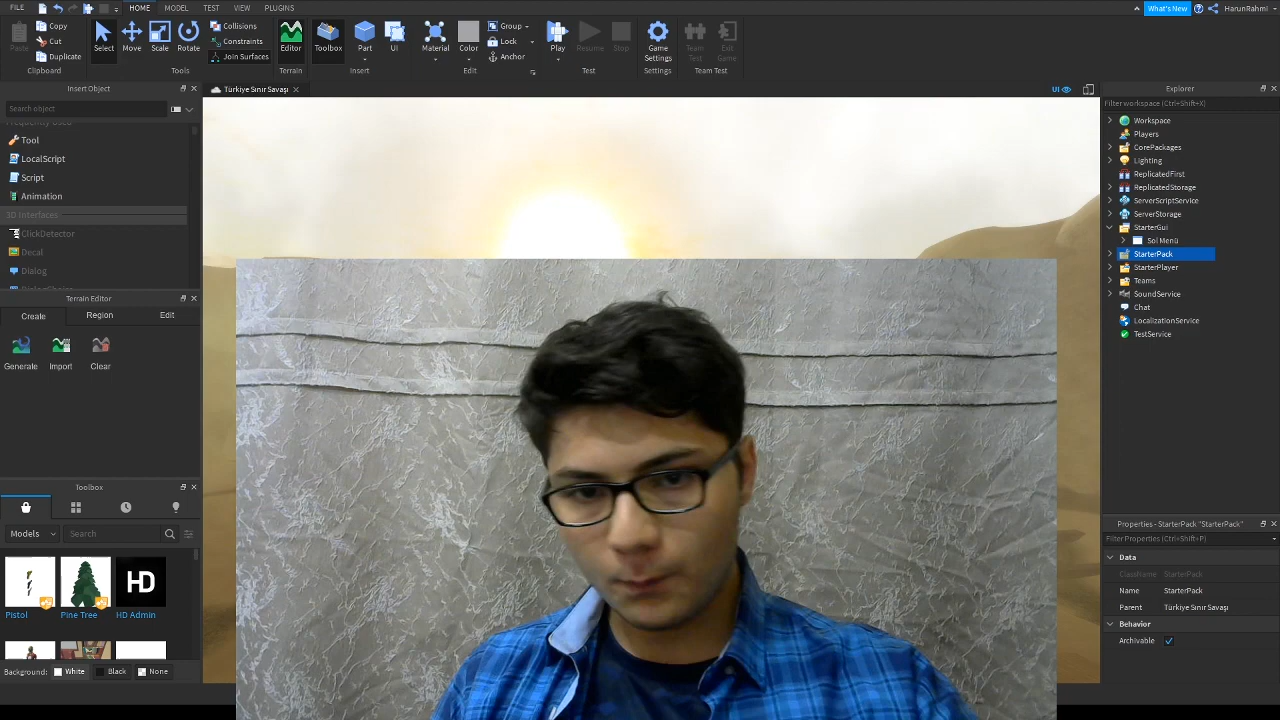 FILE HOME MODEL TEST VIEW PLUGINS What's New HarunRahmi
Paste Copy Cut Duplicate
Select Move Scale Rotate
Collisions
Constraints
Join Surfaces
Editor Toolbox Part UI Material Color
Group
Lock
Anchor
Play Resume Stop
Game Settings
Team Test
Exit Game
Clipboard Tools Terrain Insert Edit Test Settings Team Test
Insert Object
Search object
Frequently Used
Tool
LocalScript
Script
Animation
3D Interfaces
ClickDetector
Decal
Dialog
Terrain Editor
Create Region Edit
Generate Import Clear
Toolbox
Models Search
HD
Pistol Pine Tree HD Admin
Background: White Black None
Türkiye Sınır Savaşı
UI
Explorer
Filter workspace (Ctrl+Shift+X)
Workspace
Players
CorePackages
Lighting
ReplicatedFirst
ReplicatedStorage
ServerScriptService
ServerStorage
StarterGui
Sol Menü
StarterPack
StarterPlayer
Teams
SoundService
Chat
LocalizationService
TestService
Properties - StarterPack "StarterPack"
Filter Properties (Ctrl+Shift+P)
Data
ClassName StarterPack
Name StarterPack
Parent Türkiye Sınır Savaşı
Behavior
Archivable